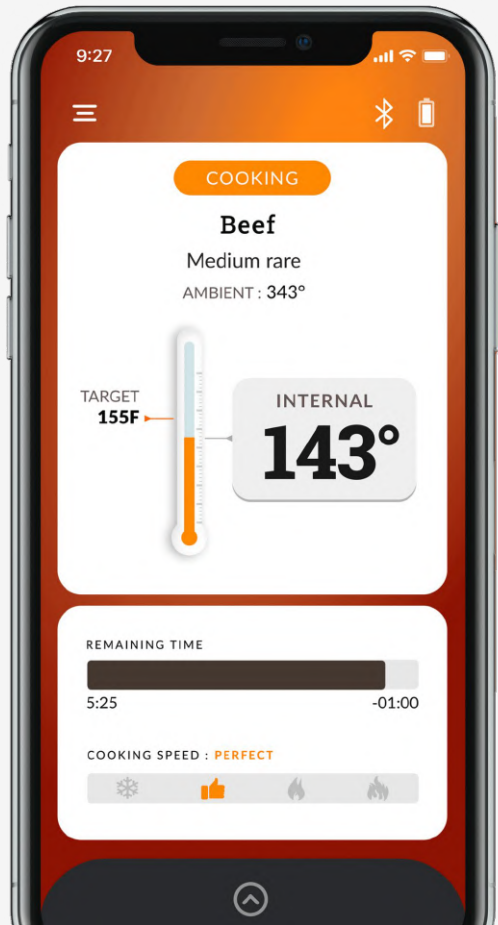 9:27
COOKING
Beef
Medium rare
AMBIENT : 343°
TARGET
155F
INTERNAL
143°
REMAINING TIME
5:25 -01:00
COOKING SPEED : PERFECT